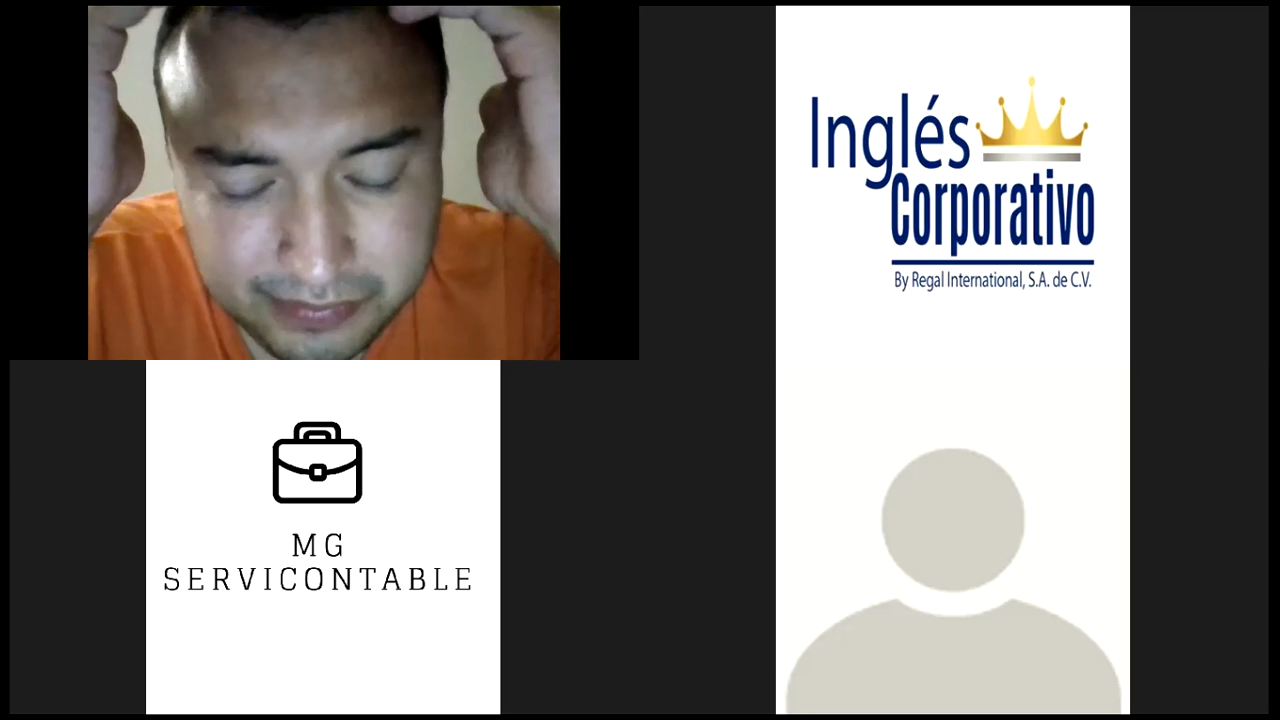 Inglés
Corporativo
By Regal International, S.A. de C.V.
MG
SERVICONTABLE